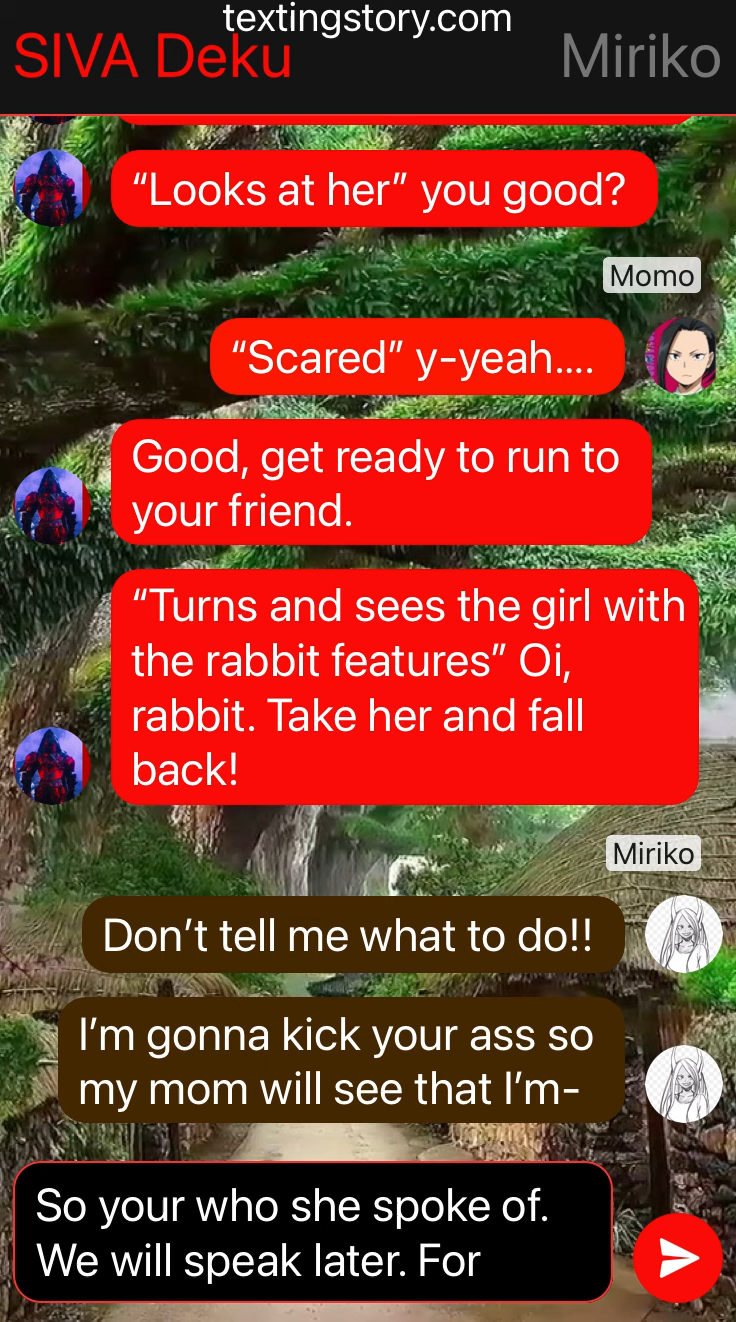 textingstory.com
SIVA Deku
Miriko
“Looks at her” you good?
Momo
“Scared” y-yeah....
Good, get ready to run to
your friend.
“Turns and sees the girl with
the rabbit features” Oi,
rabbit. Take her and fall
back!
Miriko
Don’t tell me what to do!!
I’m gonna kick your ass so
my mom will see that I’m-
So your who she spoke of.
We will speak later. For